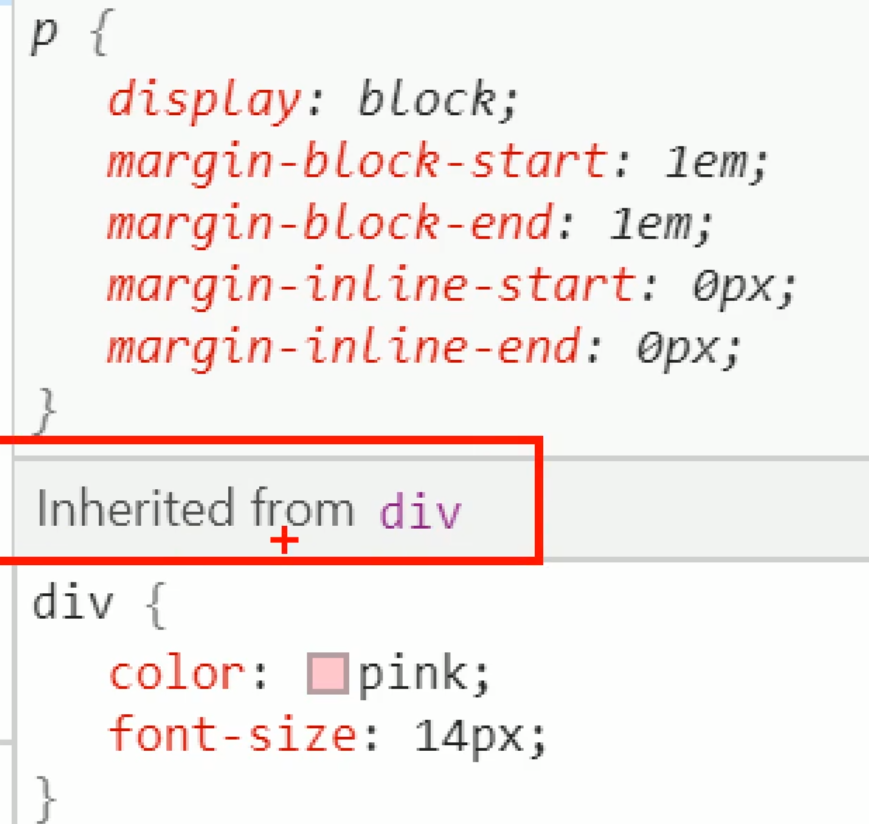 p {
display: block;
margin-block-start: 1em;
margin-block-end: 1em;
margin-inline-start: 0px;
margin-inline-end: 0px;
}
Inherited from div
div {
color: pink;
font-size: 14px;
}